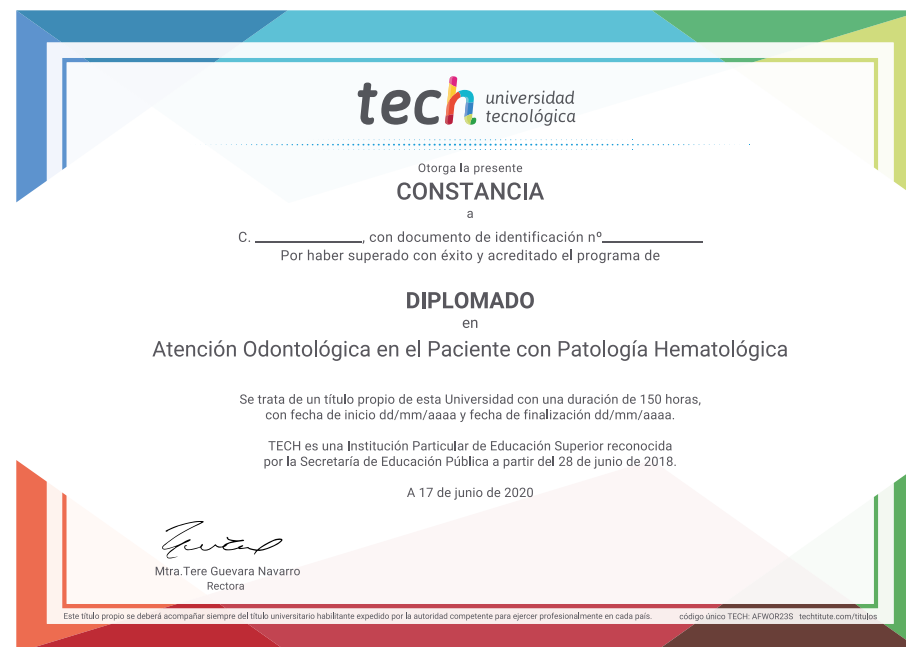 tech universidad
tecnológica
Otorga la presente
CONSTANCIA
a
C. ____________, con documento de identificación nº____________
Por haber superado con éxito y acreditado el programa de
DIPLOMADO
en
Atención Odontológica en el Paciente con Patología Hematológica
Se trata de un título propio de esta Universidad con una duración de 150 horas,
con fecha de inicio dd/mm/aaaa y fecha de finalización dd/mm/aaaa.
TECH es una Institución Particular de Educación Superior reconocida
por la Secretaría de Educación Pública a partir del 28 de junio de 2018.
A 17 de junio de 2020
Mtra.Tere Guevara Navarro
Rectora
Este título propio se deberá acompañar siempre del título universitario habilitante expedido por la autoridad competente para ejercer profesionalmente en cada país. código único TECH: AFWOR23S techtitute.com/titulos